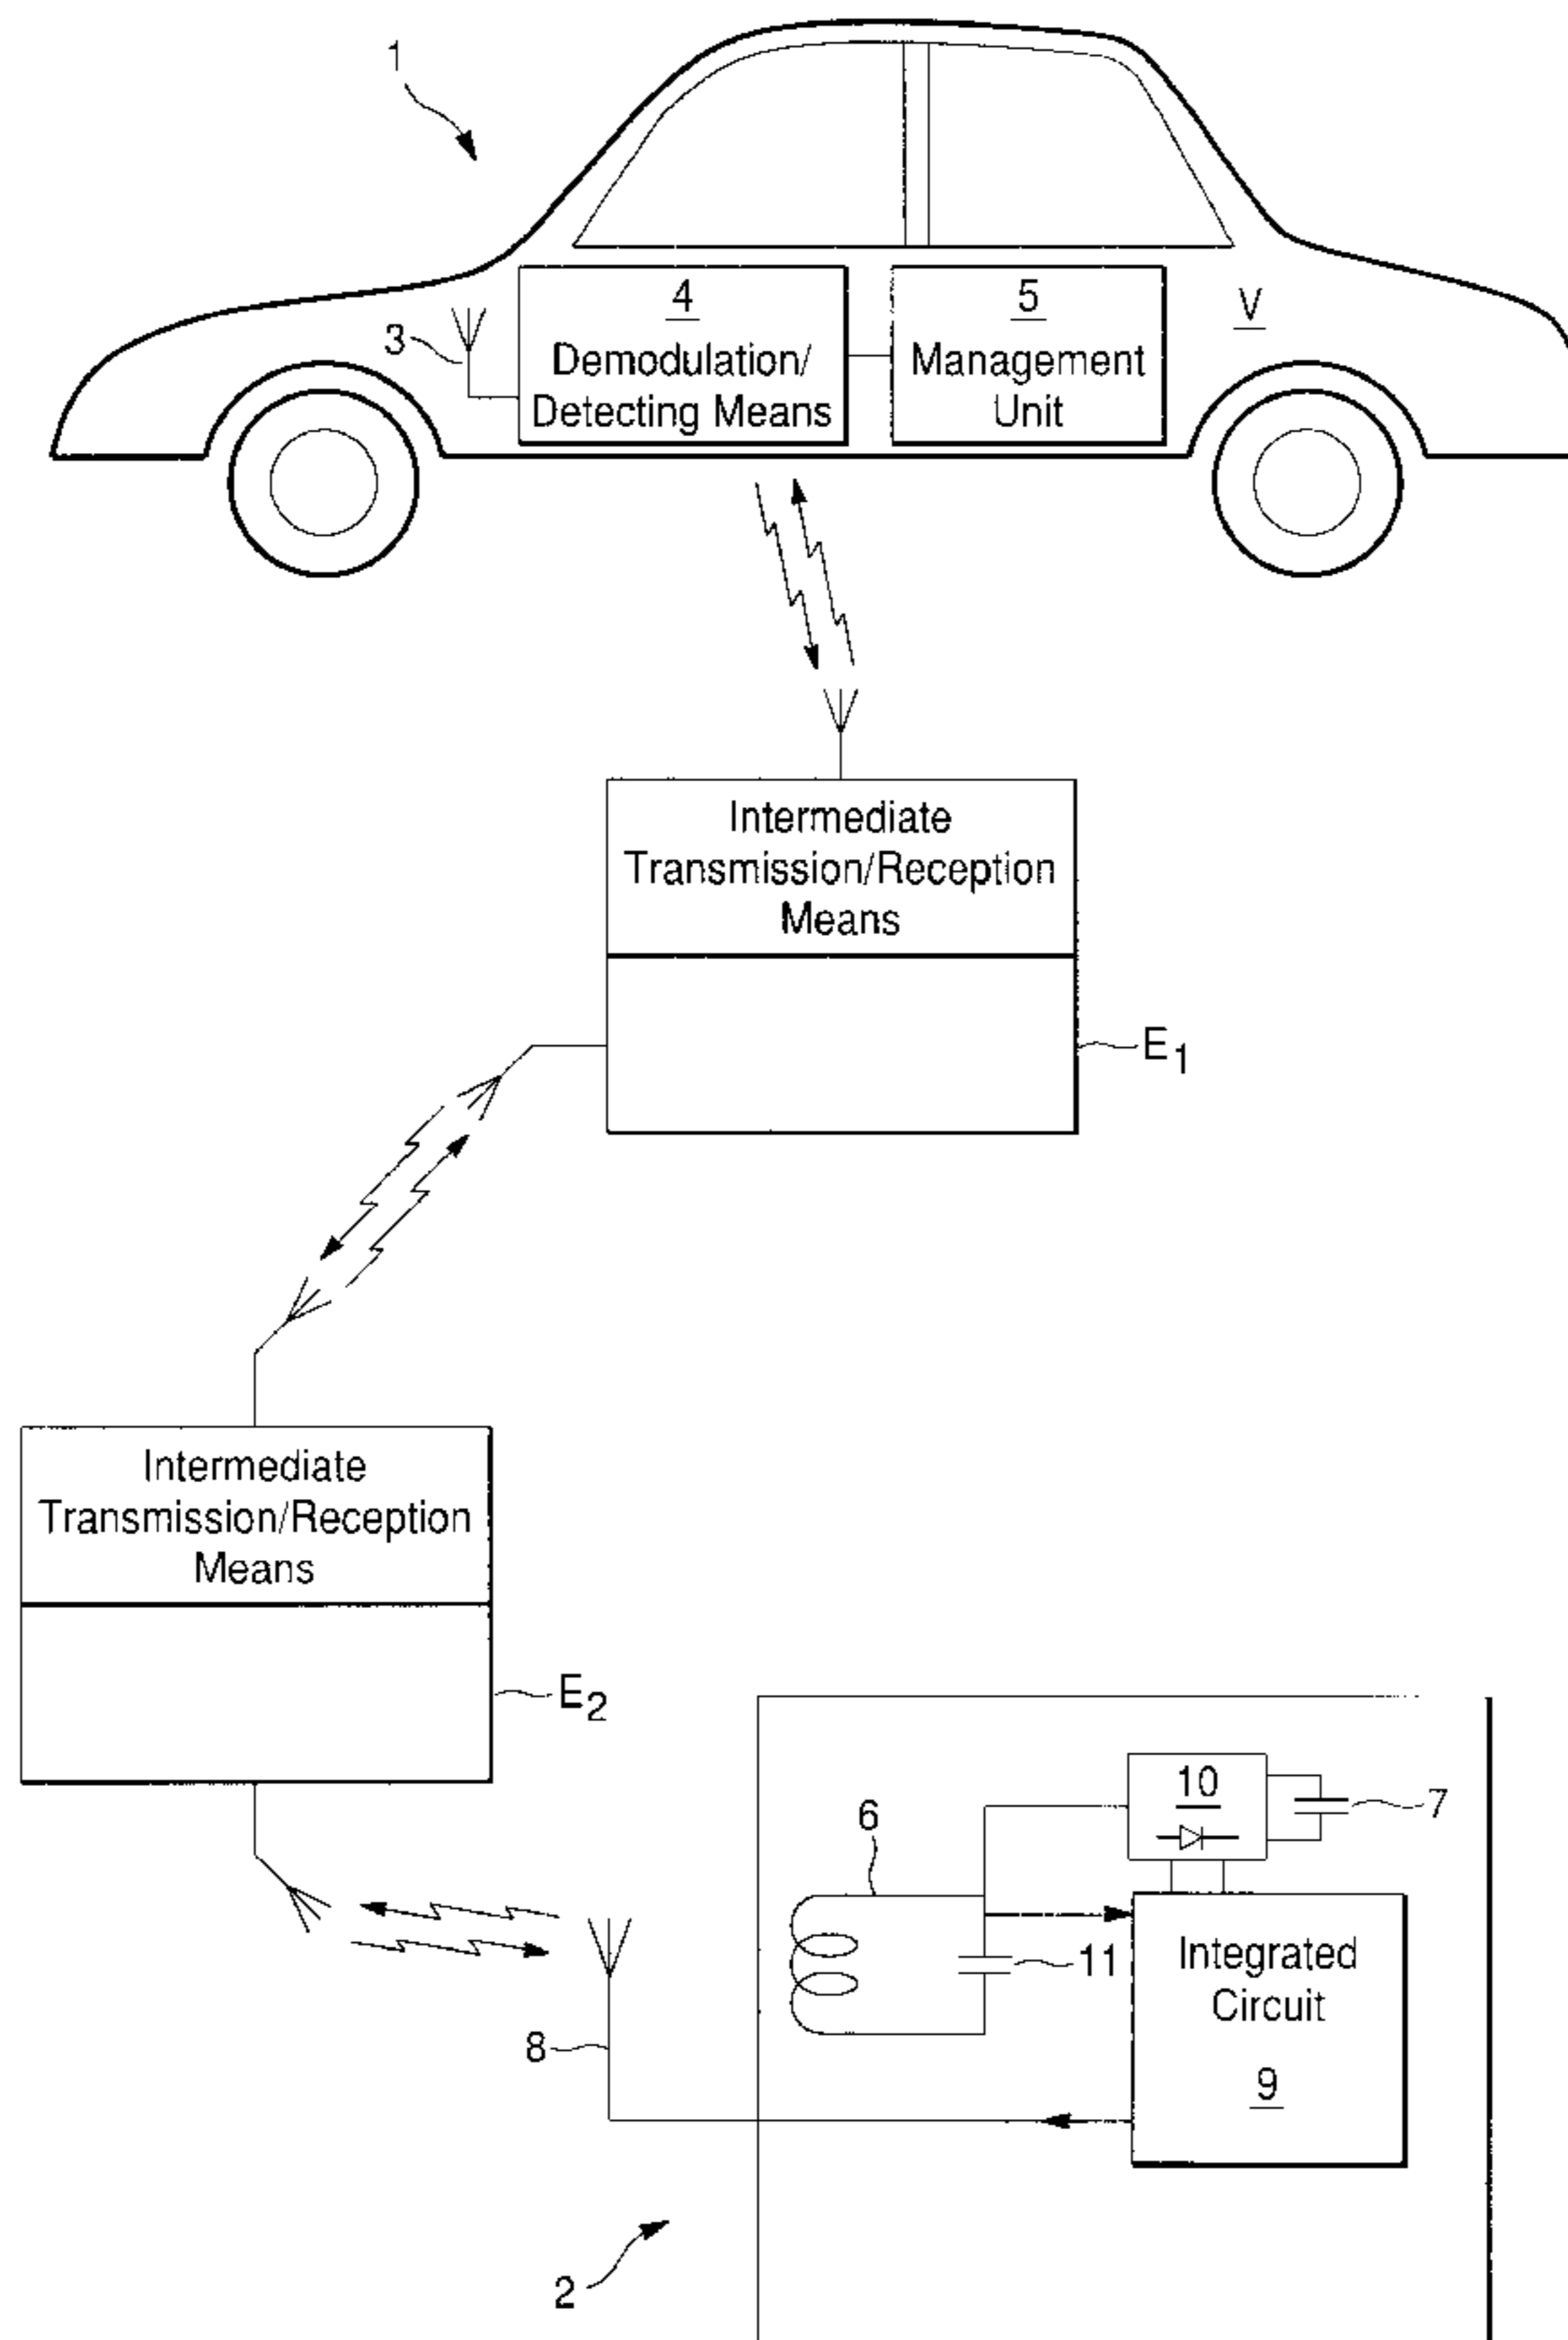 1
4
5
V
3
Demodulation/
Detecting Means
Management
Unit
Intermediate
Transmission/Reception
Means
E1
Intermediate
Transmission/Reception
Means
E2
10
7
6
11
Integrated
Circuit
9
8
2